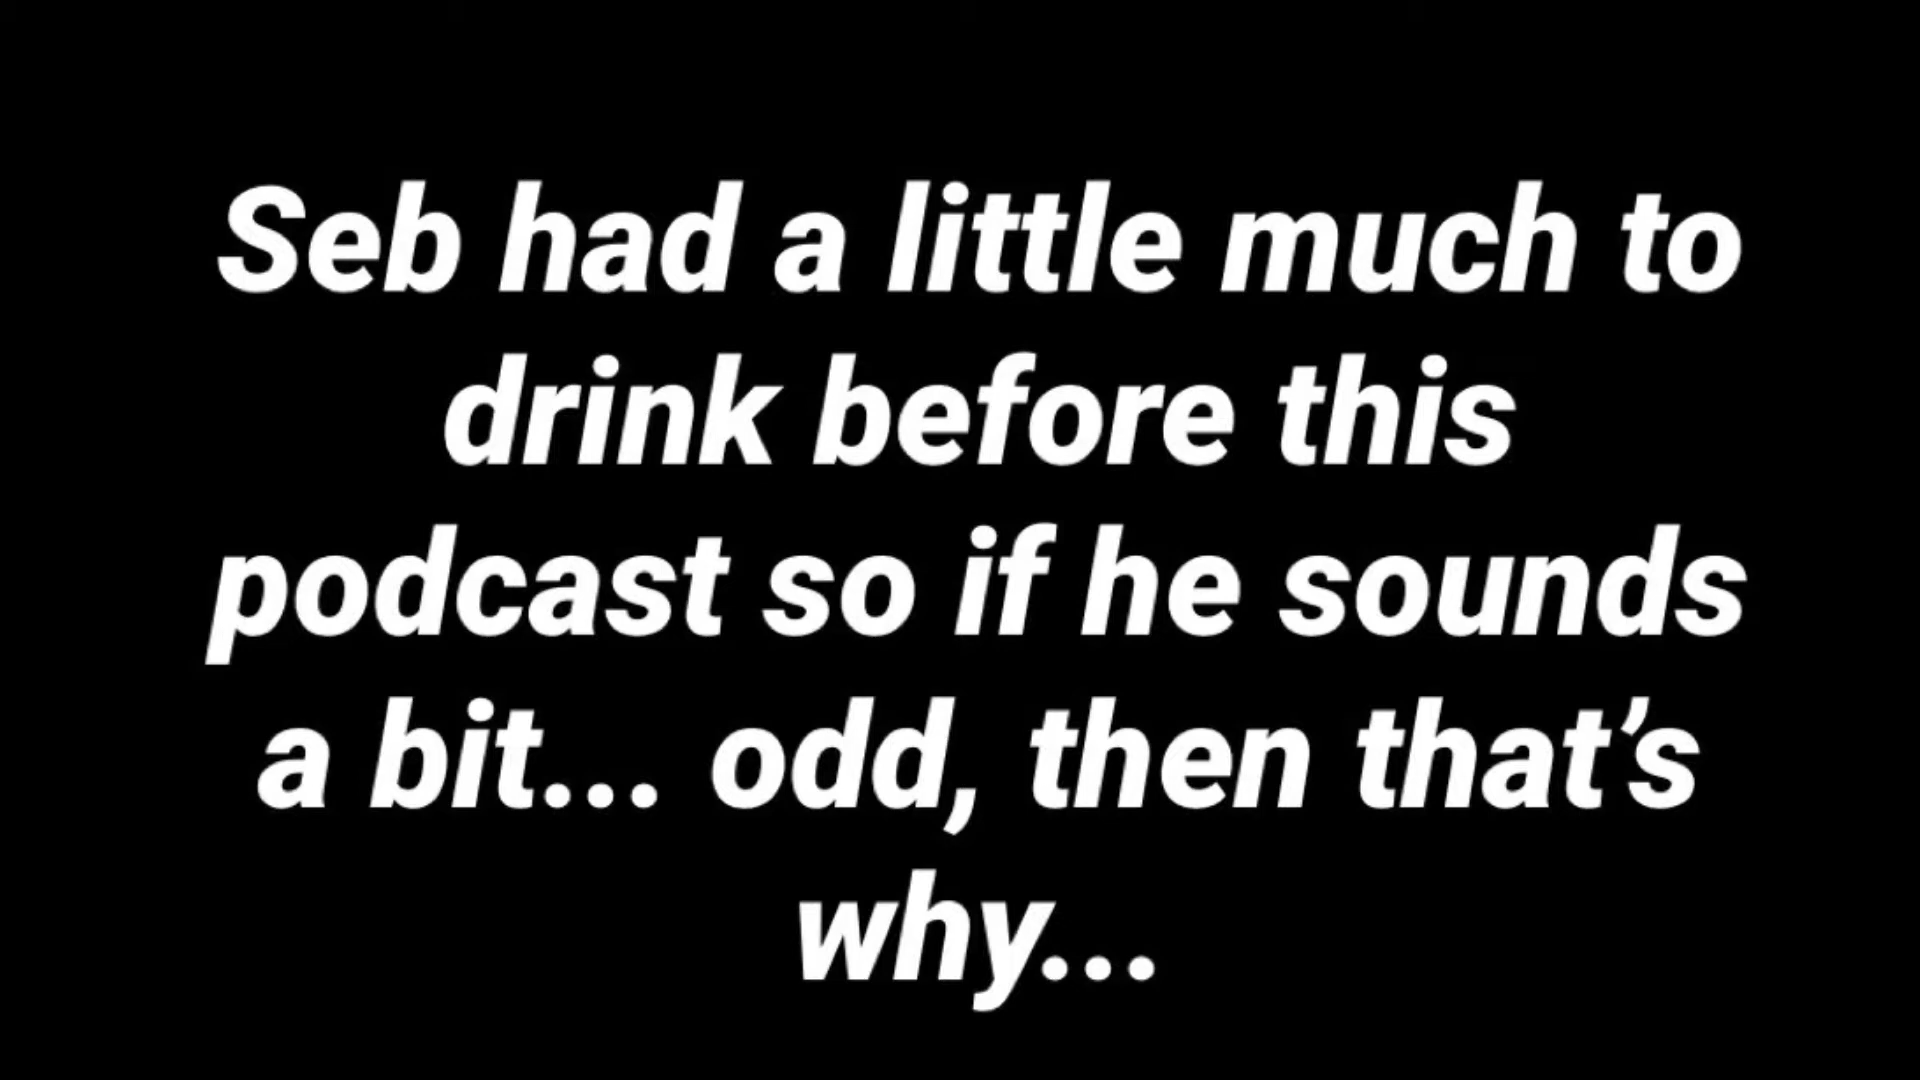 Seb had a little much to
drink before this
podcast so if he sounds
a bit... odd, then that’s
why...